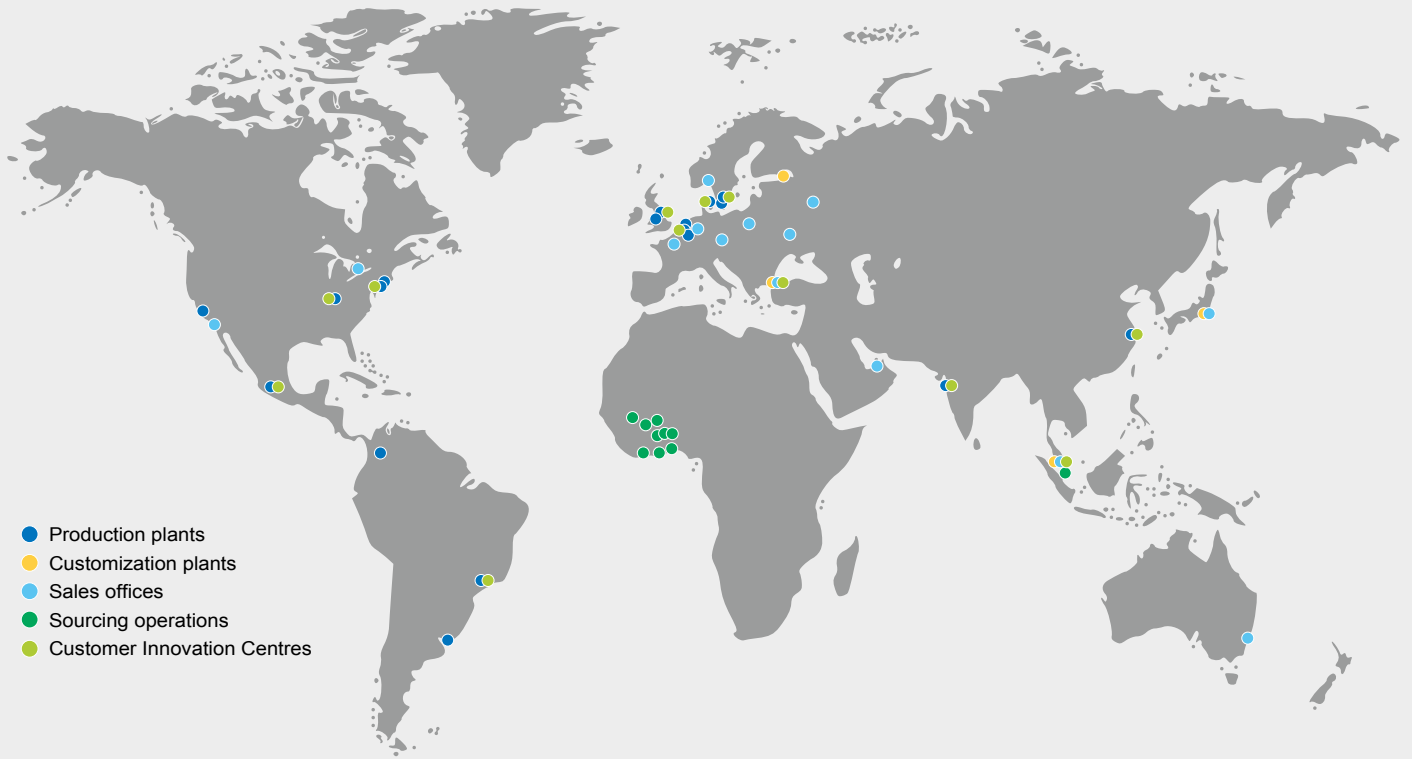 Production plants
Customization plants
Sales offices
Sourcing operations
Customer Innovation Centres